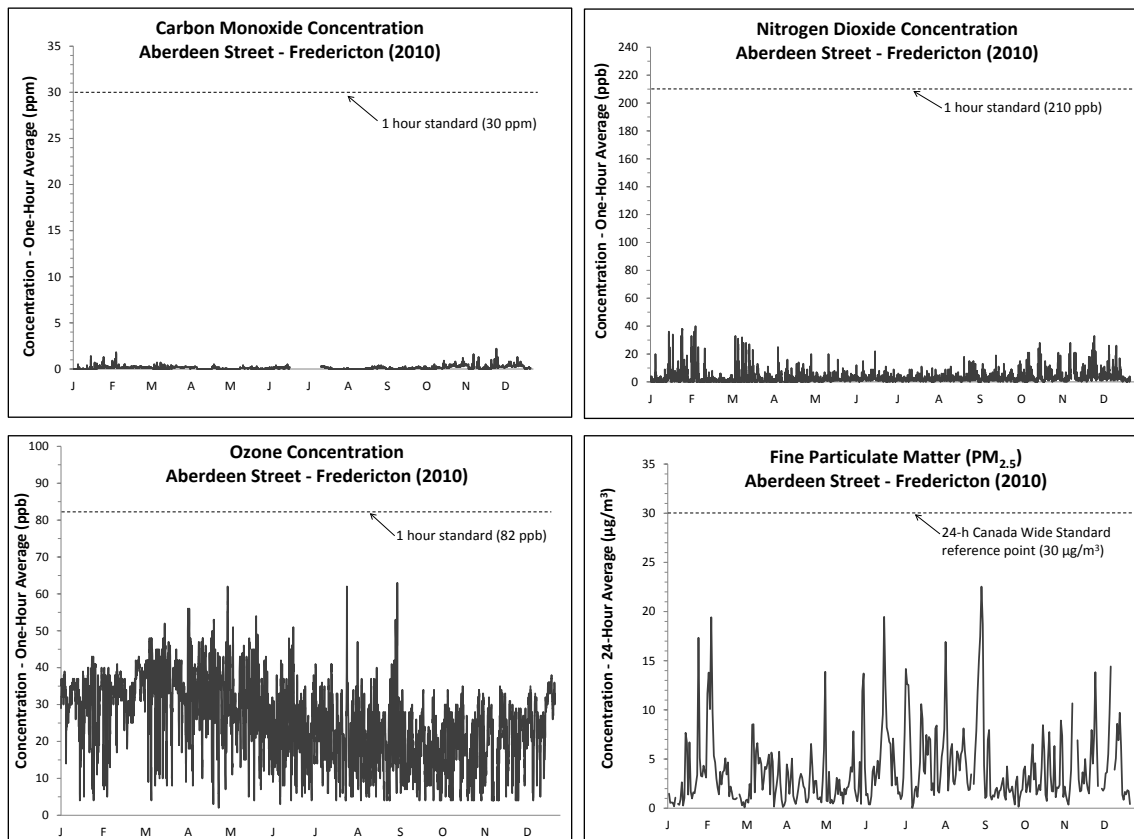 Carbon Monoxide Concentration
Aberdeen Street - Fredericton (2010)
Concentration - One-Hour Average (ppm)
35
30
25
20
15
10
5
0
1 hour standard (30 ppm)
J F M A M J J A S O N D
Nitrogen Dioxide Concentration
Aberdeen Street - Fredericton (2010)
Concentration - One-Hour Average (ppb)
240
220
200
180
160
140
120
100
80
60
40
20
0
1 hour standard (210 ppb)
J F M A M J J A S O N D
Ozone Concentration
Aberdeen Street - Fredericton (2010)
Concentration - One-Hour Average (ppb)
100
90
80
70
60
50
40
30
20
10
0
1 hour standard (82 ppb)
J F M A M J J A S O N D
Fine Particulate Matter (PM2.5)
Aberdeen Street - Fredericton (2010)
Concentration - 24-Hour Average (µg/m³)
35
30
25
20
15
10
5
0
24-h Canada Wide Standard
reference point (30 µg/m³)
J F M A M J J A S O N D